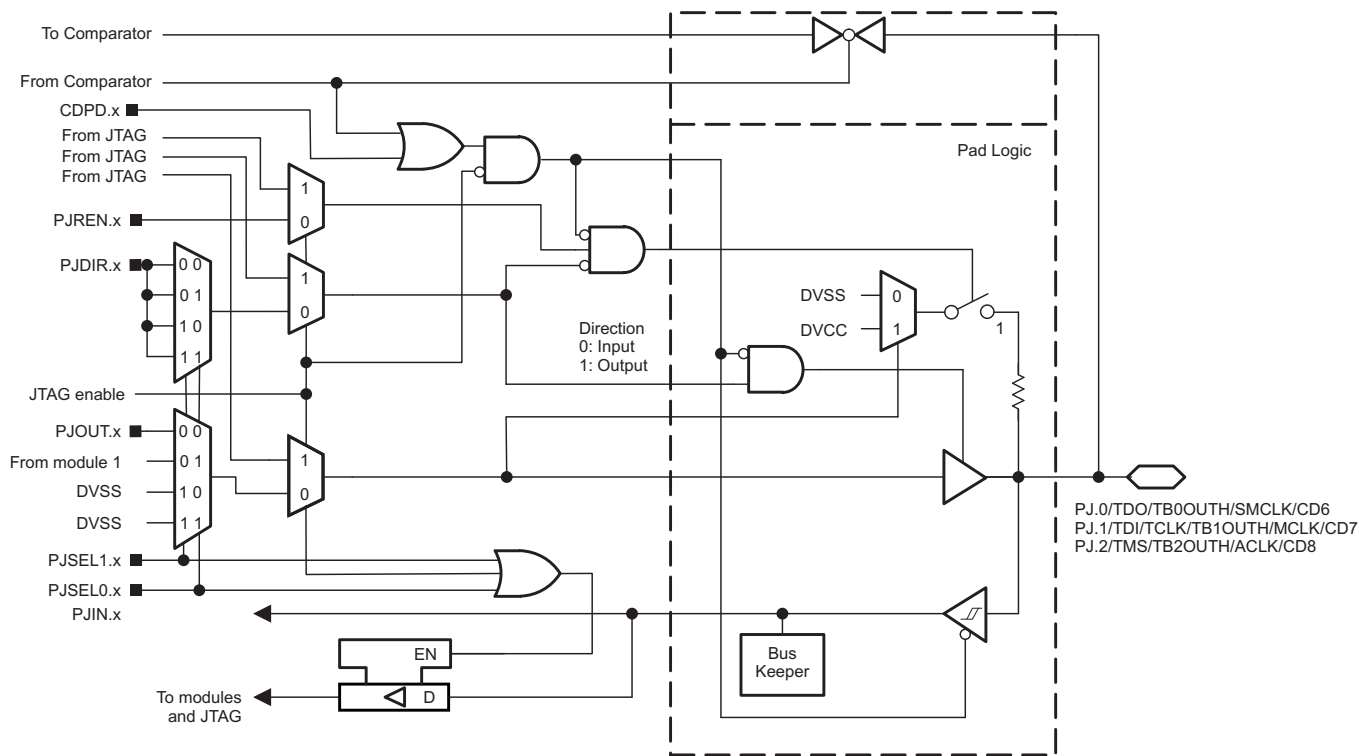 To Comparator
From Comparator
CDPD.x
From JTAG
From JTAG
From JTAG
Pad Logic
1
PJREN.x
0
PJDIR.x
0 0
1
0 1
0
1 0
1 1
DVSS
0
DVCC
1
1
Direction
0: Input
1: Output
JTAG enable
PJOUT.x
0 0
From module 1
0 1
1
DVSS
1 0
0
DVSS
1 1
PJ.0/TDO/TB0OUTH/SMCLK/CD6
PJ.1/TDI/TCLK/TB1OUTH/MCLK/CD7
PJ.2/TMS/TB2OUTH/ACLK/CD8
PJSEL1.x
PJSEL0.x
PJIN.x
EN
Bus
Keeper
D
To modules
and JTAG